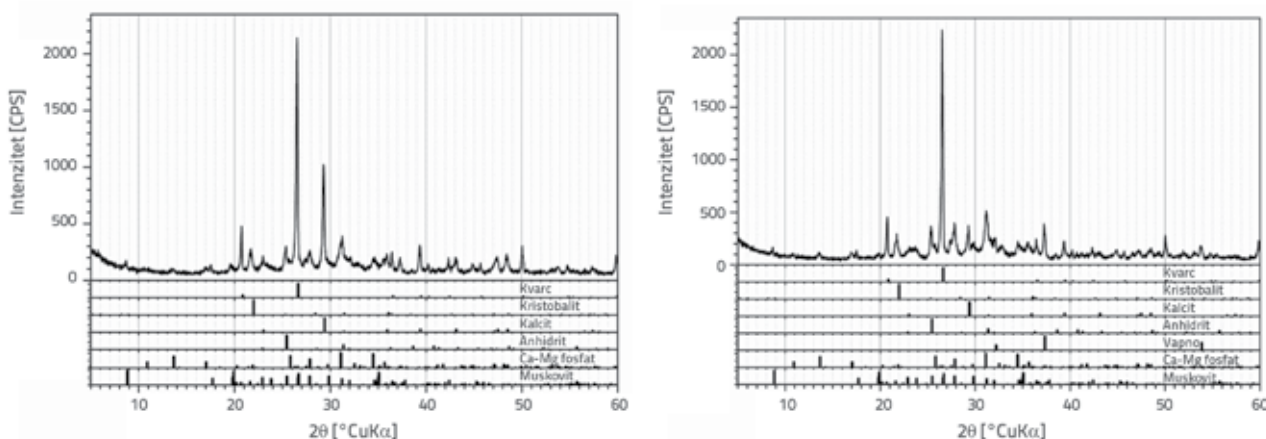 Intenzitet [CPS]
2000
1500
1000
500
0
Kvarc
Kristobalit
Kalcit
Anhidrit
Ca-Mg fosfat
Muskovit
10 20 30 40 50 60
2θ [°CuKα]
Intenzitet [CPS]
2000
1500
1000
500
0
Kvarc
Kristobalit
Kalcit
Anhidrit
Vapno
Ca-Mg fosfat
Muskovit
10 20 30 40 50 60
2θ [°CuKα]